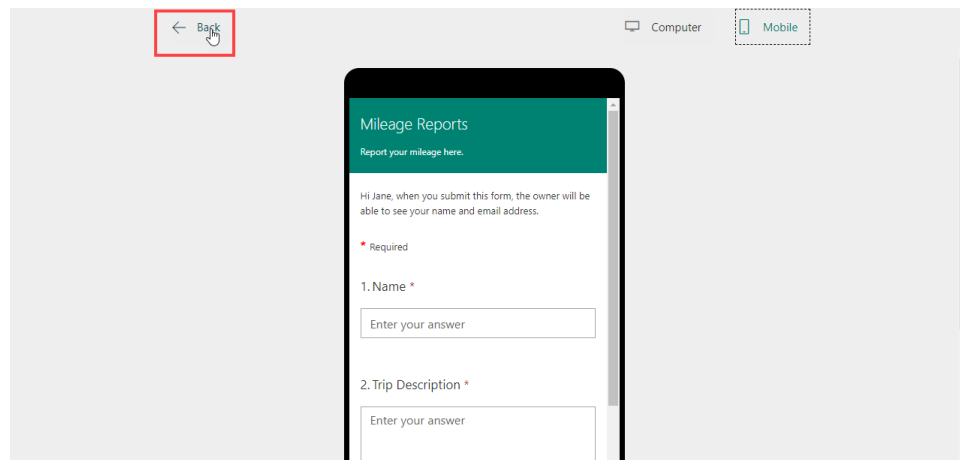 Back
Computer
Mobile
Mileage Reports
Report your mileage here.
Hi Jane, when you submit this form, the owner will be
able to see your name and email address.
* Required
1. Name *
Enter your answer
2. Trip Description *
Enter your answer